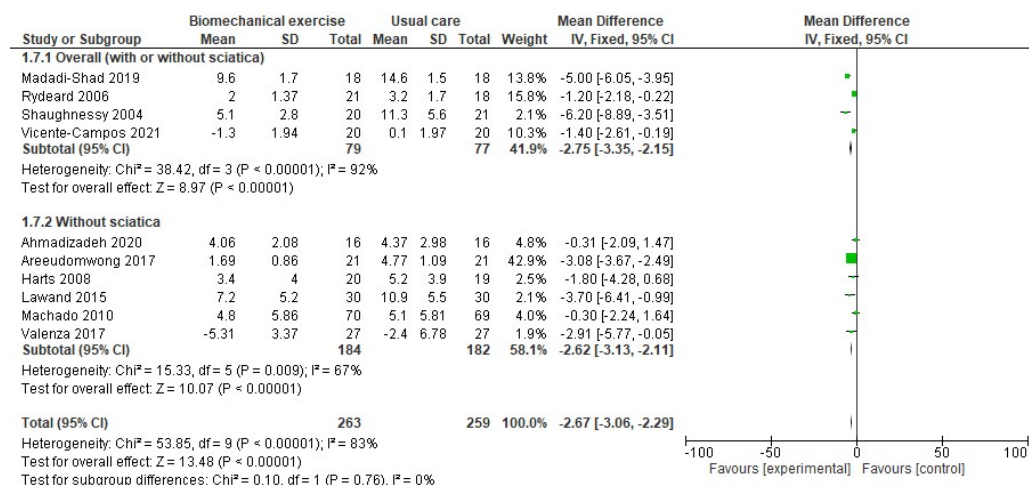 Biomechanical exercise Usual care Mean Difference Mean Difference
Study or Subgroup Mean SD Total Mean SD Total Weight IV, Fixed, 95% CI IV, Fixed, 95% CI
1.7.1 Overall (with or without sciatica)
Madadi-Shad 2019 9.6 1.7 18 14.6 1.5 18 13.8% -5.00 [-6.05, -3.95]
Rydeard 2006 2 1.37 21 3.2 1.7 18 15.8% -1.20 [-2.18, -0.22]
Shaughnessy 2004 5.1 2.8 20 11.3 5.6 21 2.1% -6.20 [-8.89, -3.51]
Vicente-Campos 2021 -1.3 1.94 20 0.1 1.97 20 10.3% -1.40 [-2.61, -0.19]
Subtotal (95% CI) 79 77 41.9% -2.75 [-3.35, -2.15]
Heterogeneity: Chi² = 38.42, df = 3 (P < 0.00001); I² = 92%
Test for overall effect: Z = 8.97 (P < 0.00001)
1.7.2 Without sciatica
Ahmadizadeh 2020 4.06 2.08 16 4.37 2.98 16 4.8% -0.31 [-2.09, 1.47]
Areeudomwong 2017 1.69 0.86 21 4.77 1.09 21 42.9% -3.08 [-3.67, -2.49]
Harts 2008 3.4 4 20 5.2 3.9 19 2.5% -1.80 [-4.28, 0.68]
Lawand 2015 7.2 5.2 30 10.9 5.5 30 2.1% -3.70 [-6.41, -0.99]
Machado 2010 4.8 5.86 70 5.1 5.81 69 4.0% -0.30 [-2.24, 1.64]
Valenza 2017 -5.31 3.37 27 -2.4 6.78 27 1.9% -2.91 [-5.77, -0.05]
Subtotal (95% CI) 184 182 58.1% -2.62 [-3.13, -2.11]
Heterogeneity: Chi² = 15.33, df = 5 (P = 0.009); I² = 67%
Test for overall effect: Z = 10.07 (P < 0.00001)
Total (95% CI) 263 259 100.0% -2.67 [-3.06, -2.29]
Heterogeneity: Chi² = 53.85, df = 9 (P < 0.00001); I² = 83%
Test for overall effect: Z = 13.48 (P < 0.00001)
Test for subgroup differences: Chi² = 0.10, df = 1 (P = 0.76), I² = 0%
-100 -50 0 50 100
Favours [experimental] Favours [control]